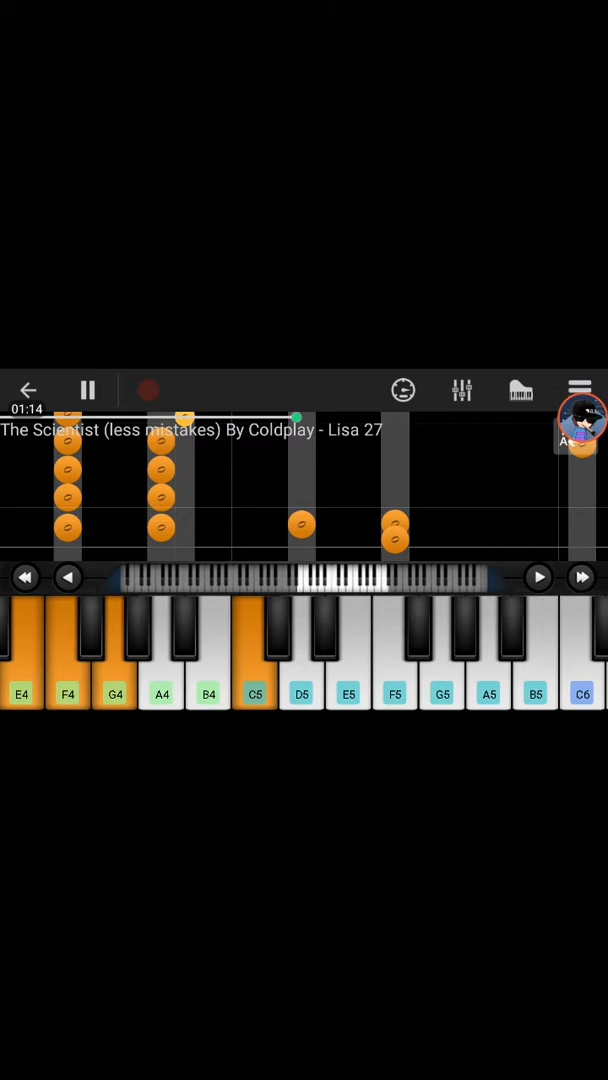 01:14
The Scientist (less mistakes) By Coldplay - Lisa 27
E4 F4 G4 A4 B4 C5 D5 E5 F5 G5 A5 B5 C6